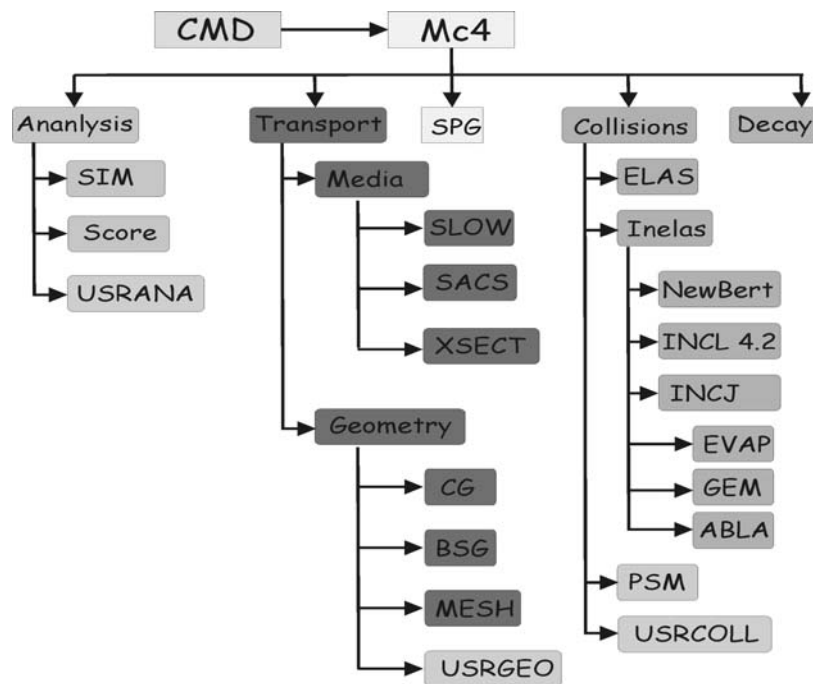 CMD
Mc4
Ananlysis
Transport
SPG
Collisions
Decay
SIM
Score
USRANA
Media
SLOW
SACS
XSECT
Geometry
CG
BSG
MESH
USRGEO
ELAS
Inelas
NewBert
INCL 4.2
INCJ
EVAP
GEM
ABLA
PSM
USRCOLL